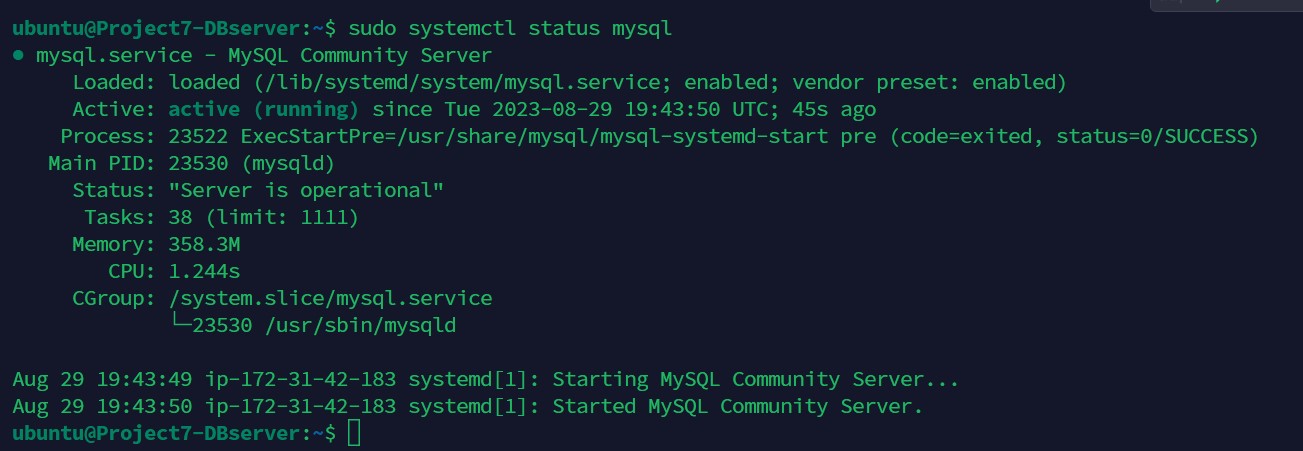 ubuntu@Project7-DBserver:~$ sudo systemctl status mysql
● mysql.service - MySQL Community Server
Loaded: loaded (/lib/systemd/system/mysql.service; enabled; vendor preset: enabled)
Active: active (running) since Tue 2023-08-29 19:43:50 UTC; 45s ago
Process: 23522 ExecStartPre=/usr/share/mysql/mysql-systemd-start pre (code=exited, status=0/SUCCESS)
Main PID: 23530 (mysqld)
Status: "Server is operational"
Tasks: 38 (limit: 1111)
Memory: 358.3M
CPU: 1.244s
CGroup: /system.slice/mysql.service
└─23530 /usr/sbin/mysqld
Aug 29 19:43:49 ip-172-31-42-183 systemd[1]: Starting MySQL Community Server...
Aug 29 19:43:50 ip-172-31-42-183 systemd[1]: Started MySQL Community Server.
ubuntu@Project7-DBserver:~$